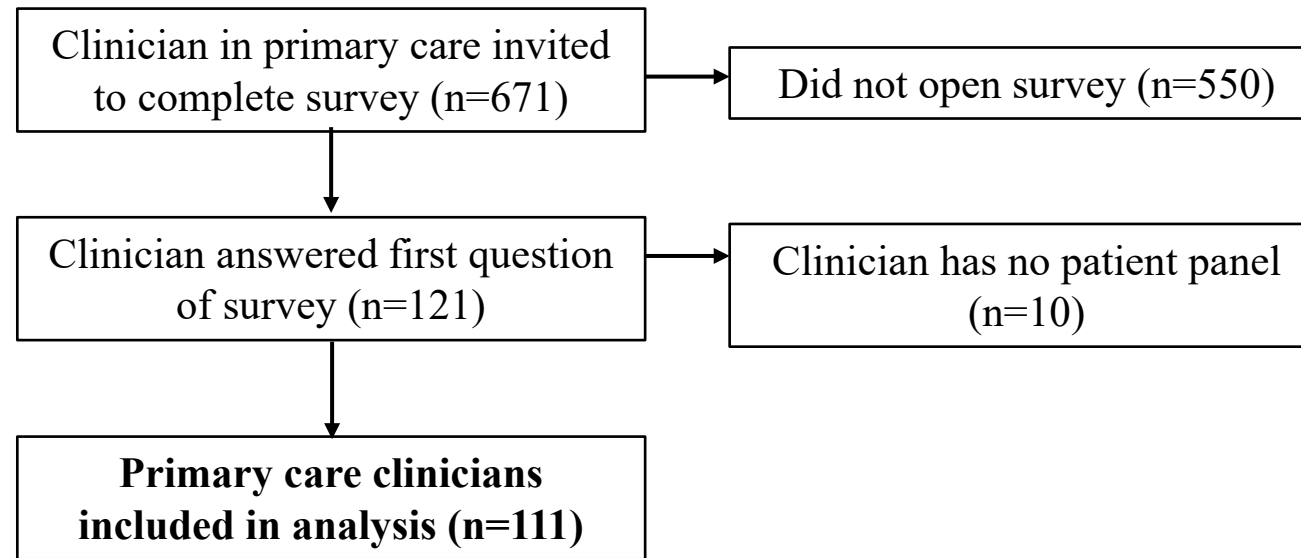 Clinician in primary care invited
to complete survey (n=671)
Did not open survey (n=550)
Clinician answered first question
of survey (n=121)
Clinician has no patient panel
(n=10)
Primary care clinicians
included in analysis (n=111)